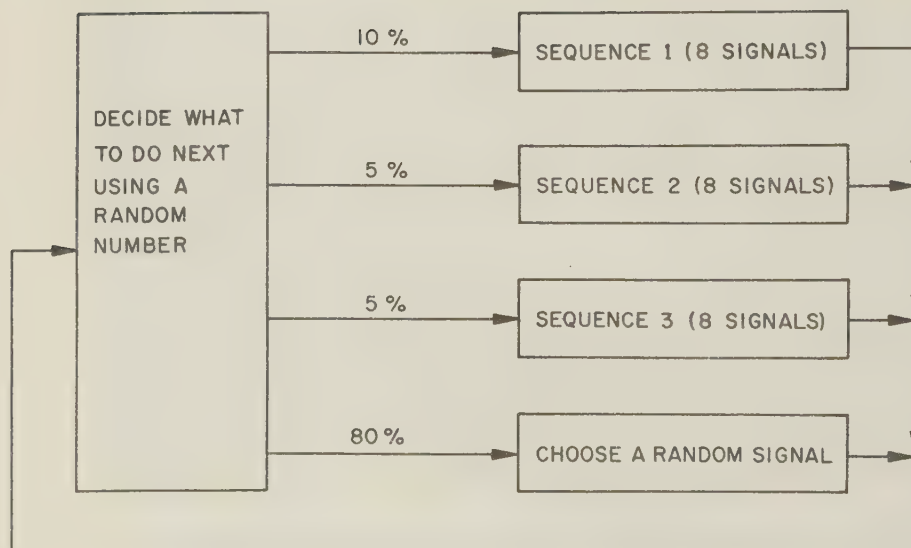 DECIDE WHAT
TO DO NEXT
USING A
RANDOM
NUMBER
10 %
SEQUENCE 1 (8 SIGNALS)
5 %
SEQUENCE 2 (8 SIGNALS)
5 %
SEQUENCE 3 (8 SIGNALS)
80 %
CHOOSE A RANDOM SIGNAL